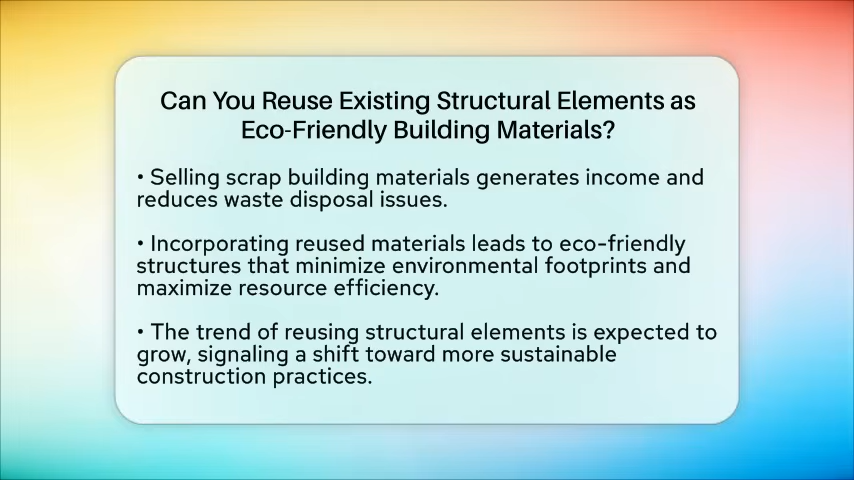 Can You Reuse Existing Structural Elements as
Eco-Friendly Building Materials?
• Selling scrap building materials generates income and
reduces waste disposal issues.
• Incorporating reused materials leads to eco-friendly
structures that minimize environmental footprints and
maximize resource efficiency.
• The trend of reusing structural elements is expected to
grow, signaling a shift toward more sustainable
construction practices.